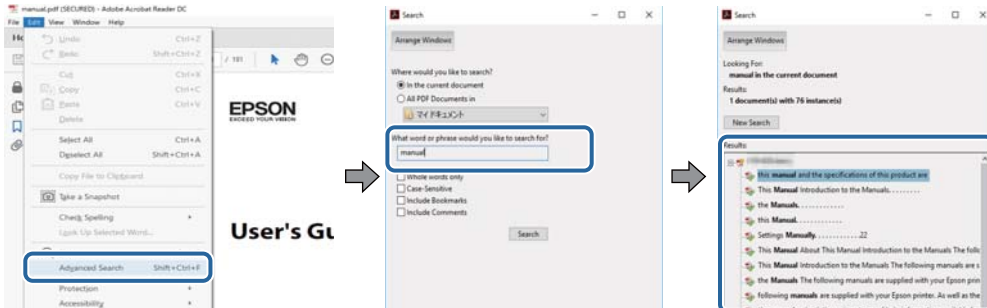 manual.pdf (SECURED) - Adobe Acrobat Reader DC
File Edit View Window Help
Undo Ctrl+Z
Redo Shift+Ctrl+Z
Cut Ctrl+X
Copy Ctrl+C
Paste Ctrl+V
Delete
Select All Ctrl+A
Deselect All Shift+Ctrl+A
Copy File to Clipboard
Take a Snapshot
Check Spelling
Look Up Selected Word...
Advanced Search Shift+Ctrl+F
Protection
Accessibility
/ 181
EPSON
EXCEED YOUR VISION
User's Gu
Search
Arrange Windows
Where would you like to search?
In the current document
All PDF Documents in
マイドキュメント
What word or phrase would you like to search for?
manual
Whole words only
Case-Sensitive
Include Bookmarks
Include Comments
Search
Search
Arrange Windows
Looking For:
manual in the current document
Results:
1 document(s) with 76 instance(s)
New Search
Results:
this manual and the specifications of this product are
This Manual Introduction to the Manuals. . . . . . . . .
the Manuals. . . . . . . . . . . . .
this Manual. . . . . . . . . . . . .
Settings Manually. . . . . . . . . . . . 22
This Manual About This Manual Introduction to the Manuals The follo
This Manual Introduction to the Manuals The following manuals are s
the Manuals The following manuals are supplied with your Epson prin
following manuals are supplied with your Epson printer. As well as the